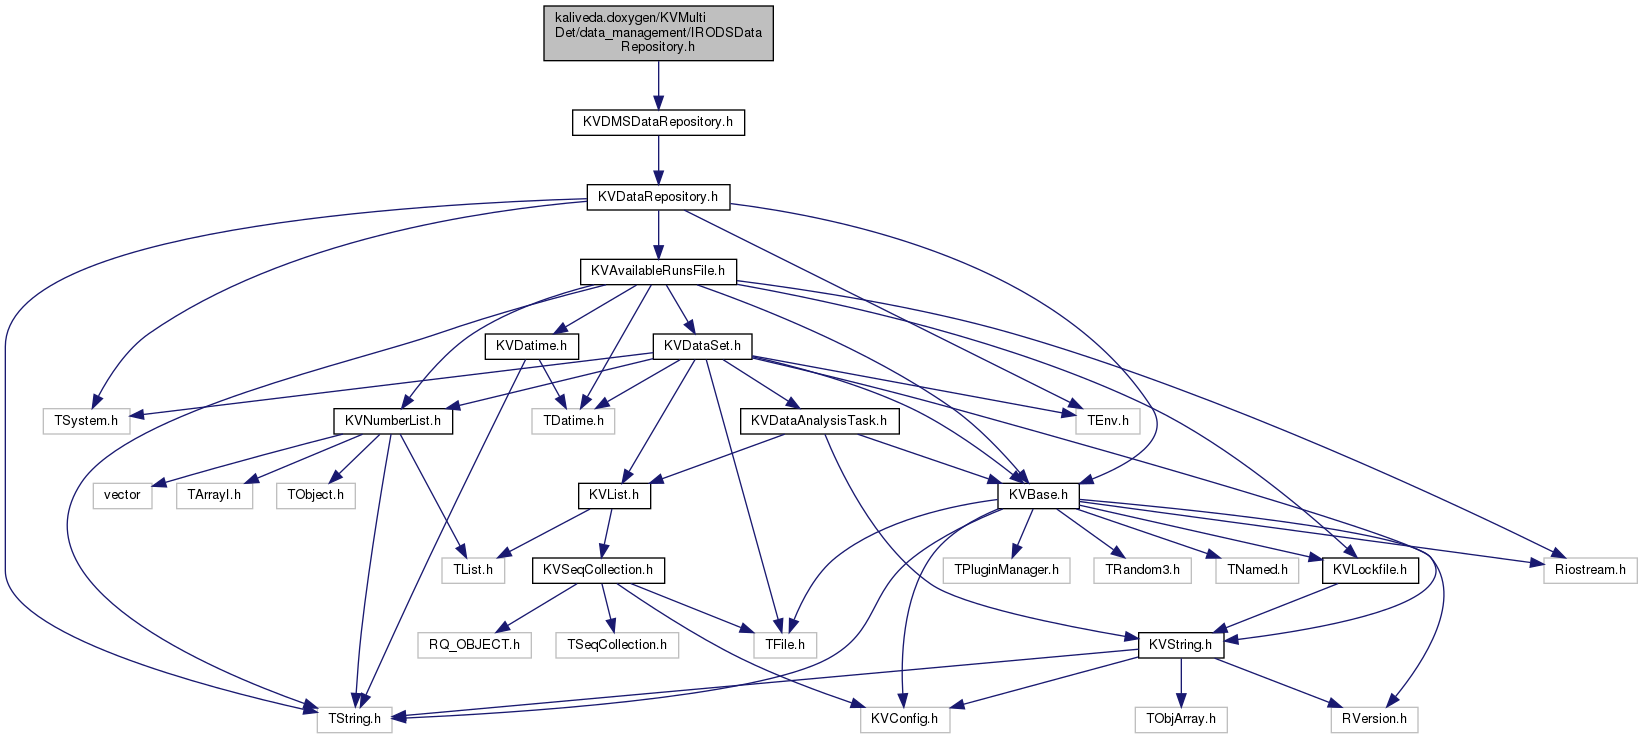 kaliveda.doxygen/KVMulti
Det/data_management/IRODSData
Repository.h
KVDMSDataRepository.h
KVDataRepository.h
KVAvailableRunsFile.h
KVDatime.h
KVDataSet.h
TSystem.h
KVNumberList.h
TDatime.h
KVDataAnalysisTask.h
TEnv.h
vector
TArrayI.h
TObject.h
KVList.h
KVBase.h
TList.h
KVSeqCollection.h
TPluginManager.h
TRandom3.h
TNamed.h
KVLockfile.h
Riostream.h
RQ_OBJECT.h
TSeqCollection.h
TFile.h
KVString.h
TString.h
KVConfig.h
TObjArray.h
RVersion.h